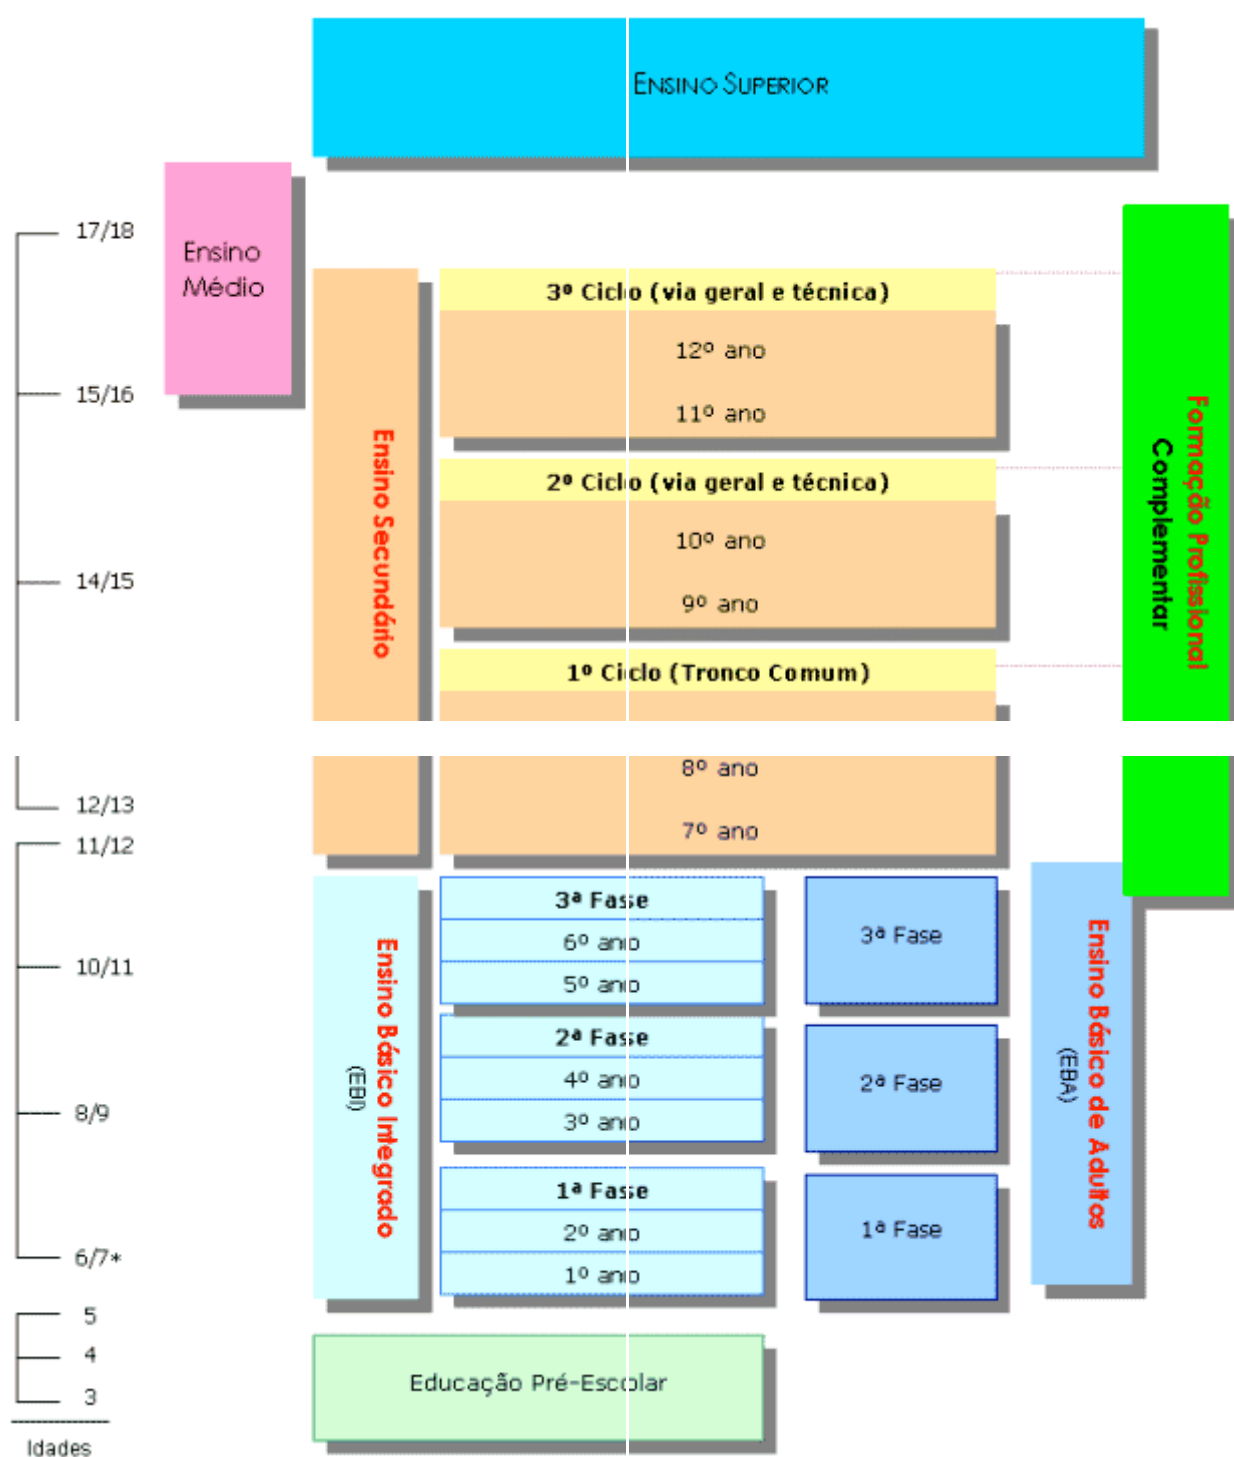 ENSINO SUPERIOR
17/18
Ensino
Médio
3º Ciclo (via geral e técnica)
12º ano
15/16
11º ano
Ensino Secundário
Formação Profissional
Complementar
2º Ciclo (via geral e técnica)
10º ano
14/15
9º ano
1º Ciclo (Tronco Comum)
8º ano
12/13
7º ano
11/12
3ª Fase
6º ano
3ª Fase
10/11
5º ano
Ensino Básico Integrado
(EBI)
Ensino Básico de Adultos
(EBA)
2ª Fase
4º ano
2ª Fase
8/9
3º ano
1ª Fase
2º ano
1ª Fase
6/7*
1º ano
5
4
Educação Pré-Escolar
3
Idades